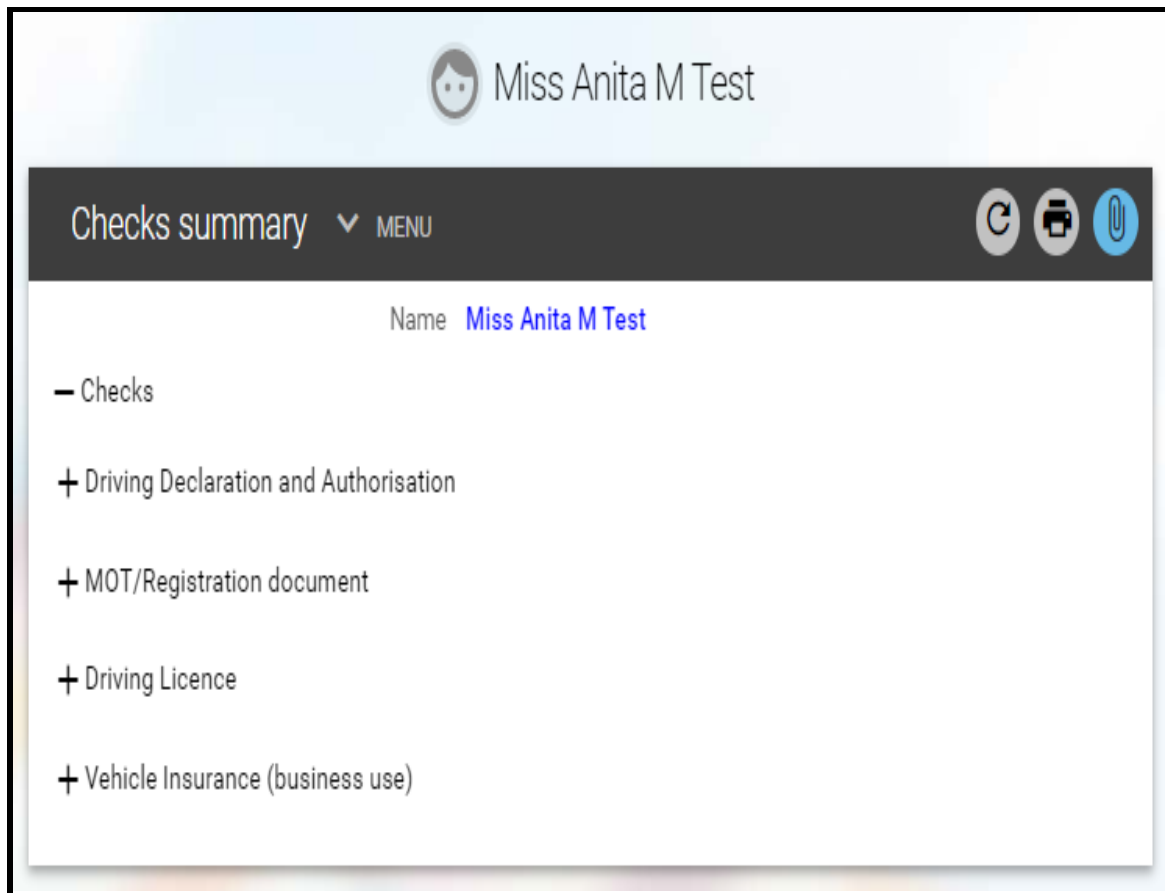 Miss Anita M Test
Checks summary MENU
Name Miss Anita M Test
Checks
Driving Declaration and Authorisation
MOT/Registration document
Driving Licence
Vehicle Insurance (business use)